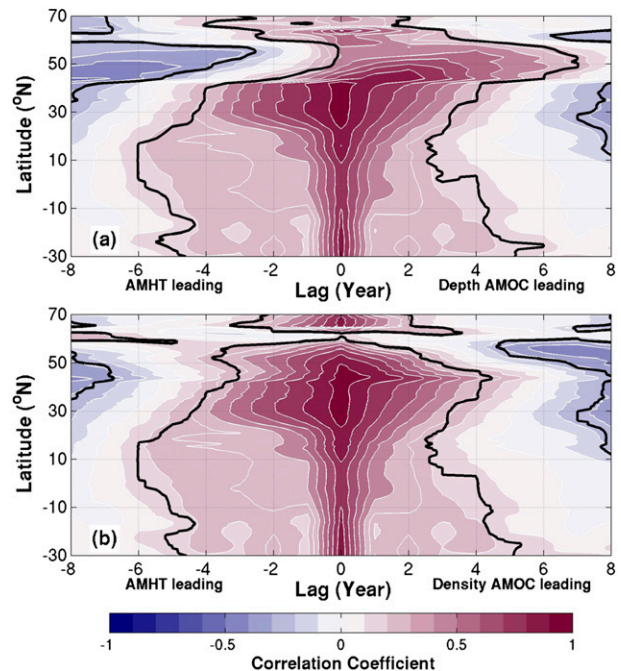 70
50
30
10
-10
-30
Latitude (°N)
(a)
-8 -6 -4 -2 0 2 4 6 8
AMHT leading Lag (Year) Depth AMOC leading
70
50
30
10
-10
-30
Latitude (°N)
(b)
-8 -6 -4 -2 0 2 4 6 8
AMHT leading Lag (Year) Density AMOC leading
-1 -0.5 0 0.5 1
Correlation Coefficient